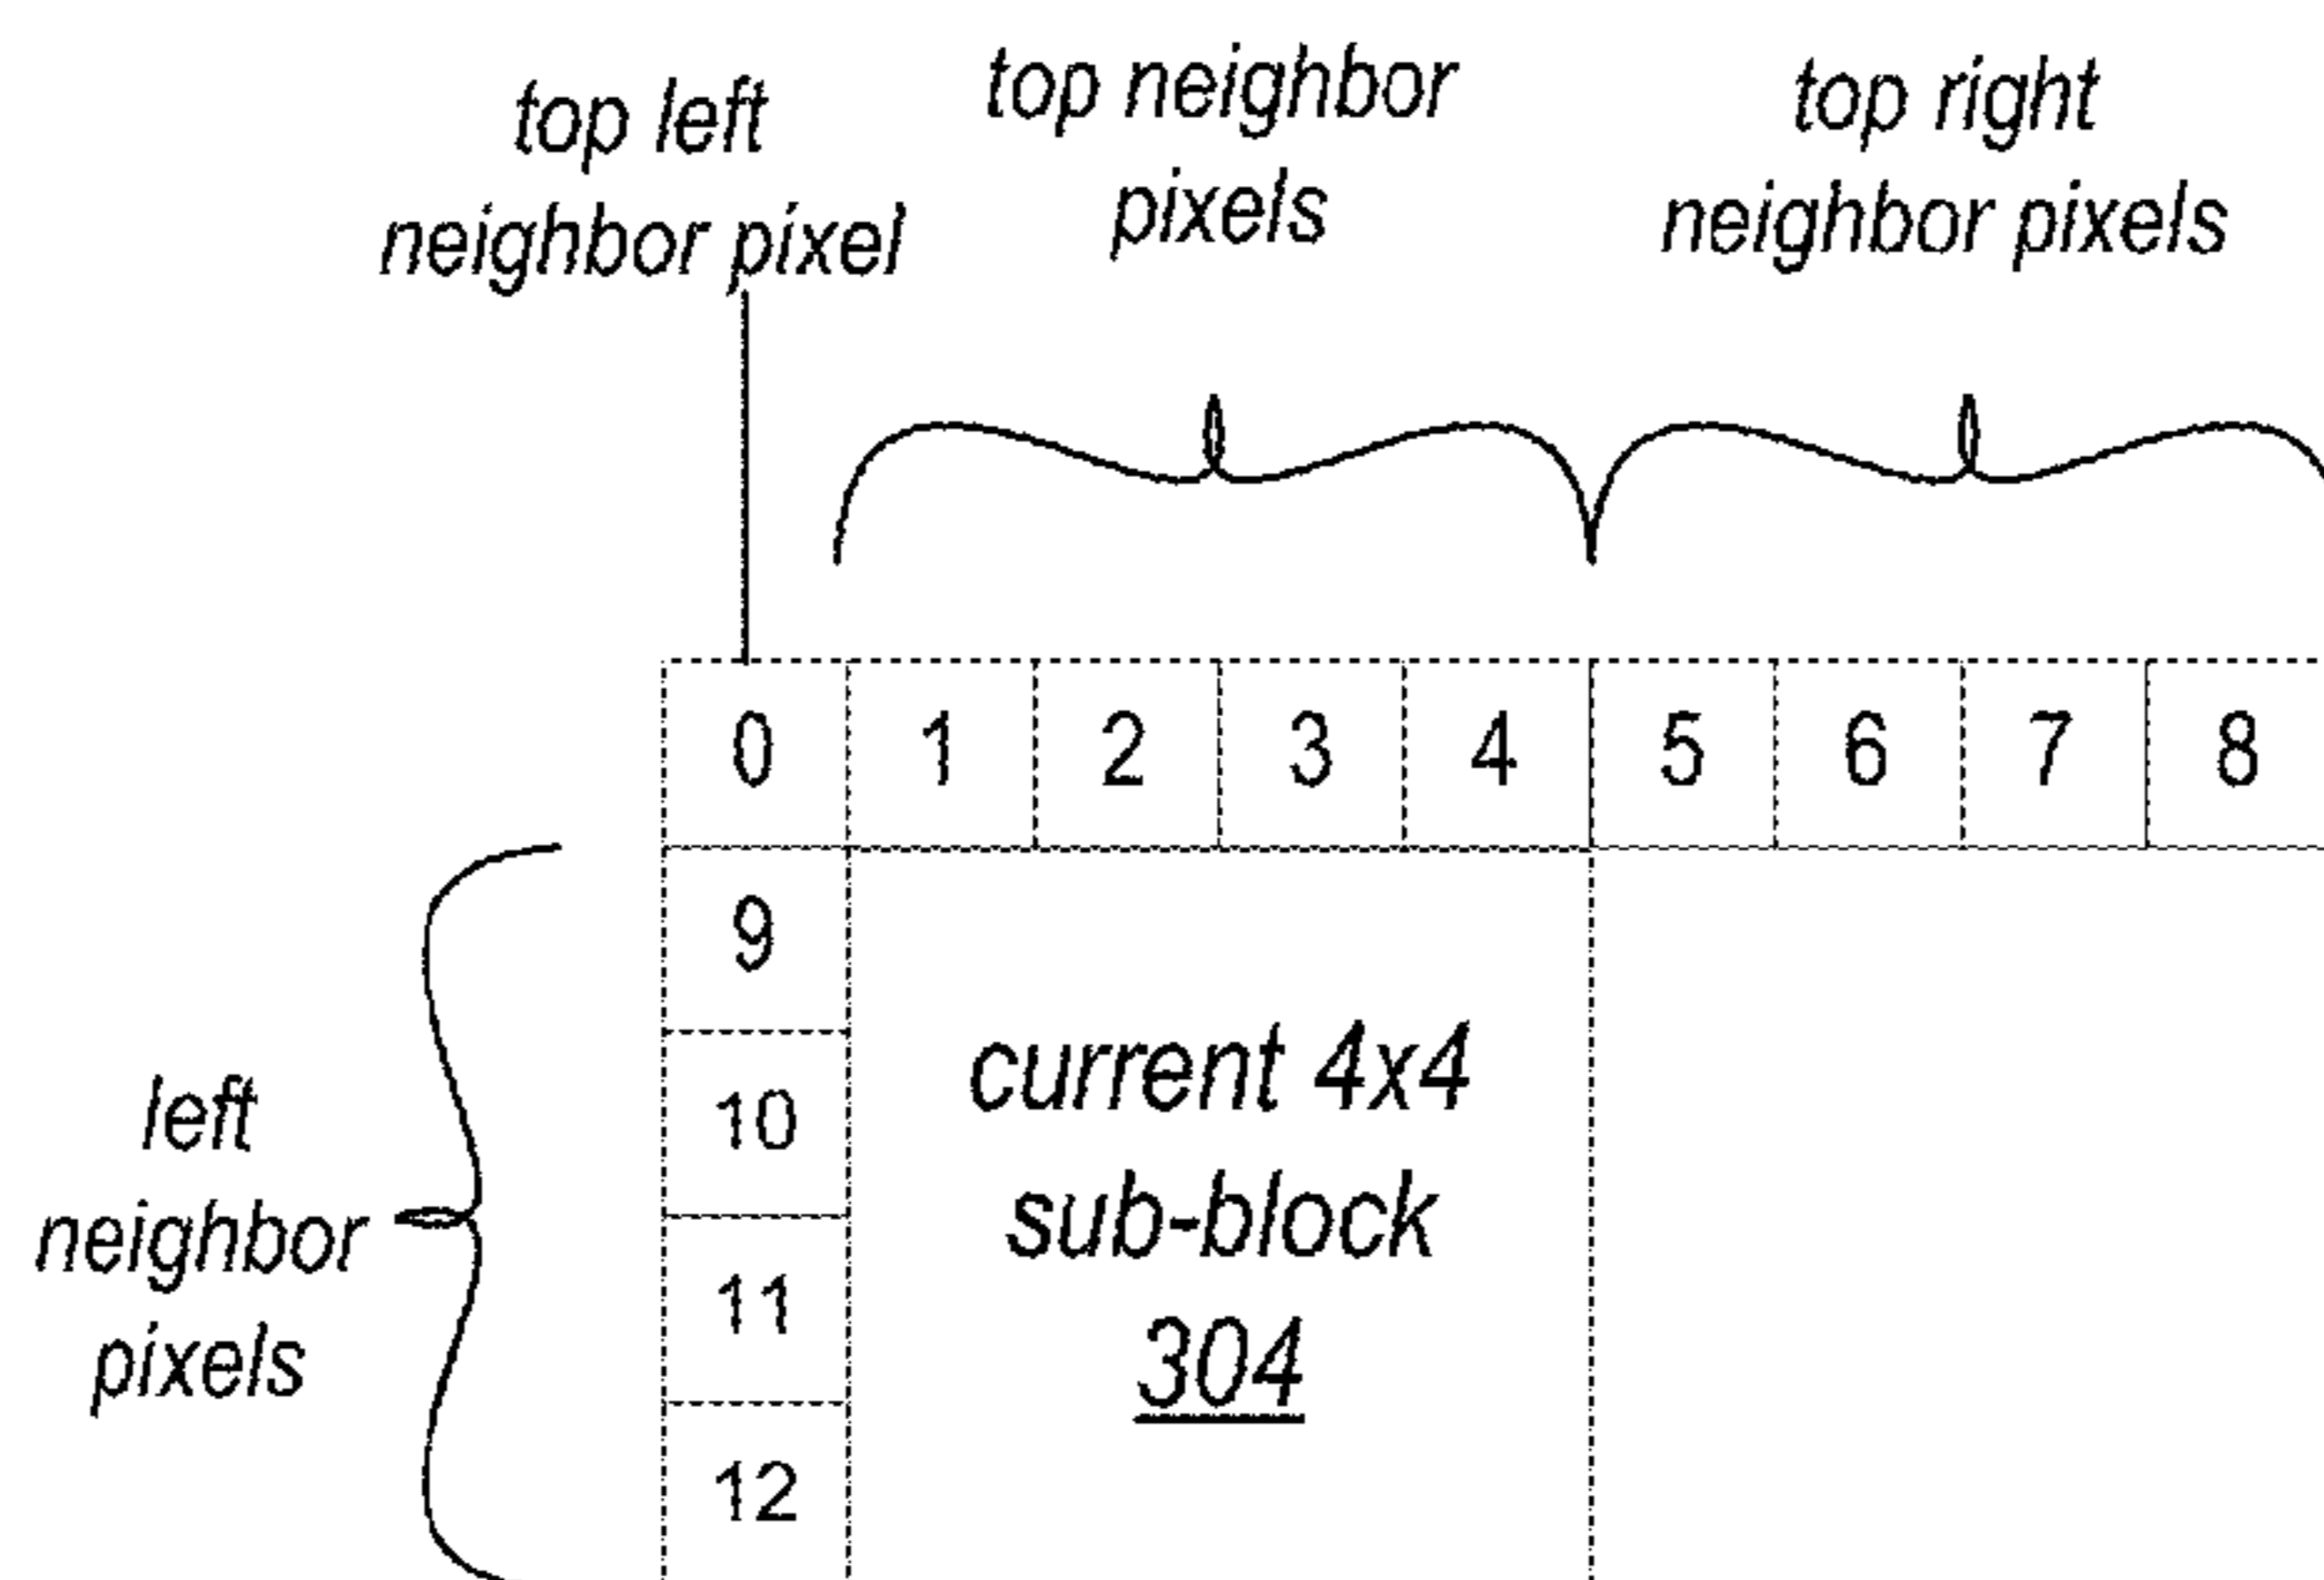 top left
neighbor pixel
top neighbor
pixels
top right
neighbor pixels
0 1 2 3 4 5 6 7 8
9
10
11
12
left
neighbor
pixels
current 4x4
sub-block
304